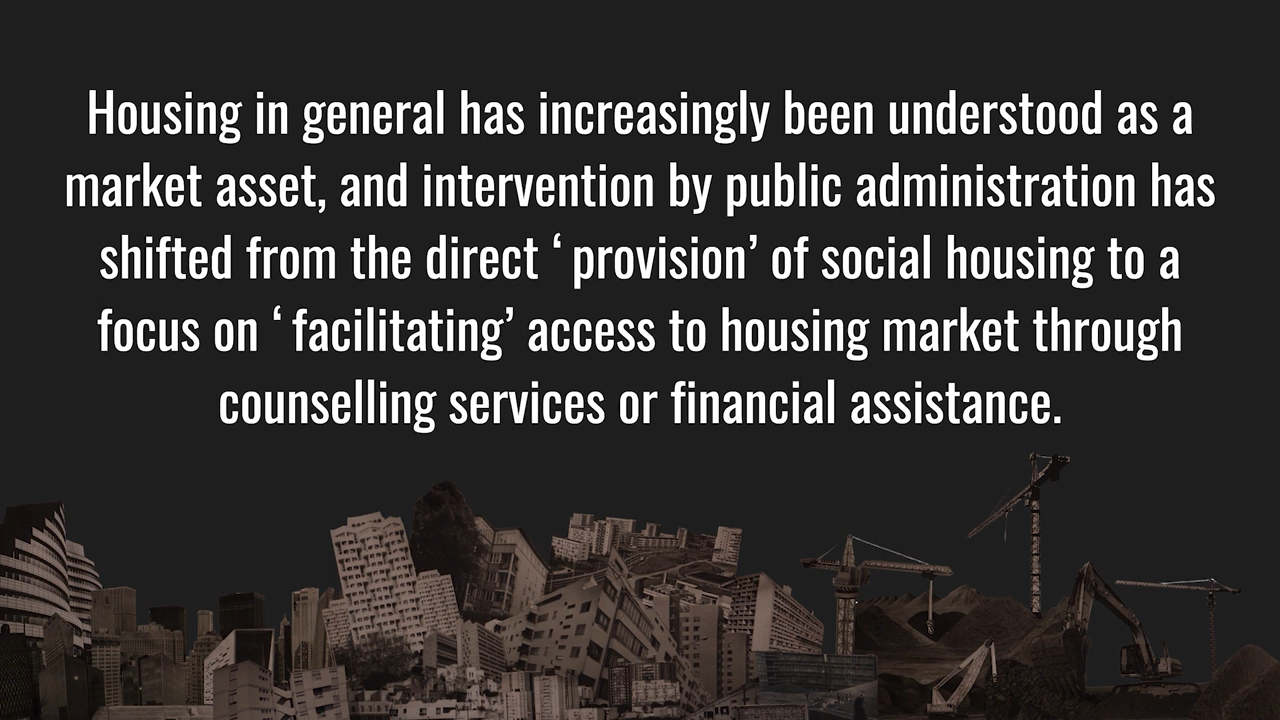 Housing in general has increasingly been understood as a
market asset, and intervention by public administration has
shifted from the direct ‘ provision’ of social housing to a
focus on ‘ facilitating’ access to housing market through
counselling services or financial assistance.